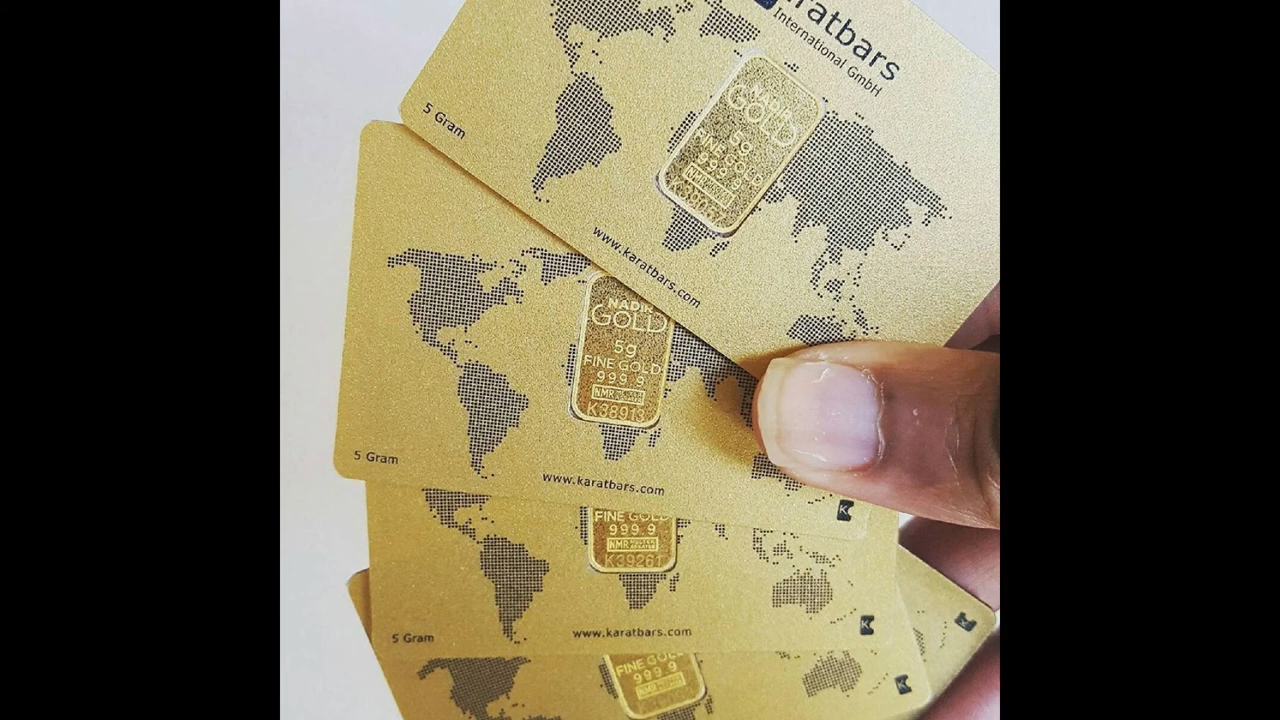 ratbars
International GmbH
5 Gram
NADIR
GOLD
5g
FINE GOLD
999.9
www.karatbars.com
NADIR
GOLD
5g
FINE GOLD
999.9
NMR
K38913
5 Gram
www.karatbars.com
K
FINE GOLD
999.9
NMR
K39261
5 Gram
www.karatbars.com
K
K
FINE GOLD
999.9
NMR
K